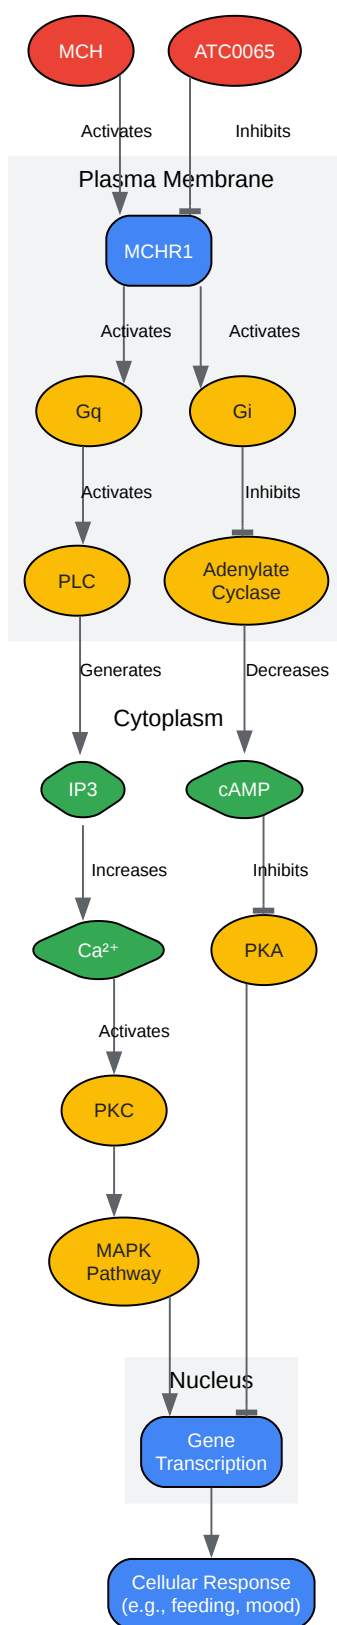 MCH
ATC0065
Activates
Inhibits
Plasma Membrane
MCHR1
Activates
Activates
Gq
Gi
Activates
Inhibits
PLC
Adenylate
Cyclase
Generates
Decreases
Cytoplasm
IP3
cAMP
Increases
Inhibits
Ca²⁺
PKA
Activates
PKC
MAPK
Pathway
Nucleus
Gene
Transcription
Cellular Response
(e.g., feeding, mood)